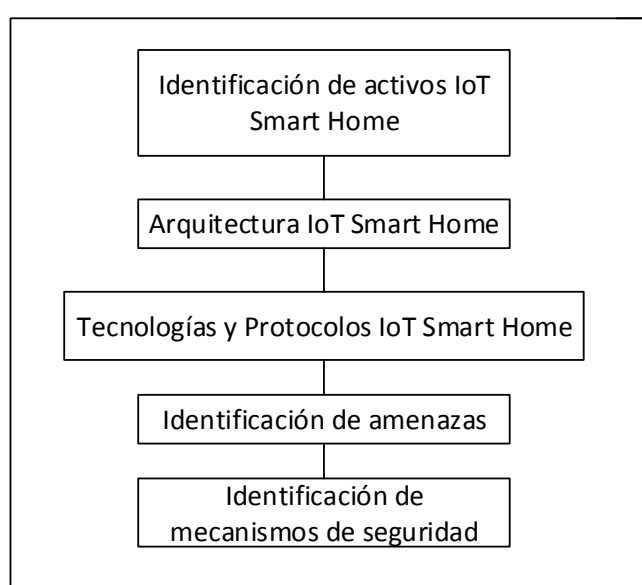 Identificación de activos IoT
Smart Home
Arquitectura IoT Smart Home
Tecnologías y Protocolos IoT Smart Home
Identificación de amenazas
Identificación de
mecanismos de seguridad